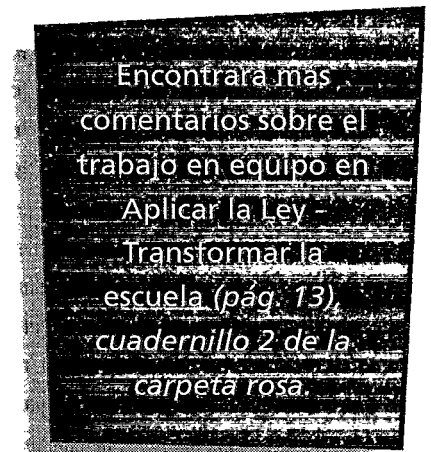 Encontrará más
comentarios sobre el
trabajo en equipo en
Aplicar la Ley -
Transformar la
escuela (pág. 13),
cuadernillo 2 de la
carpeta rosa.